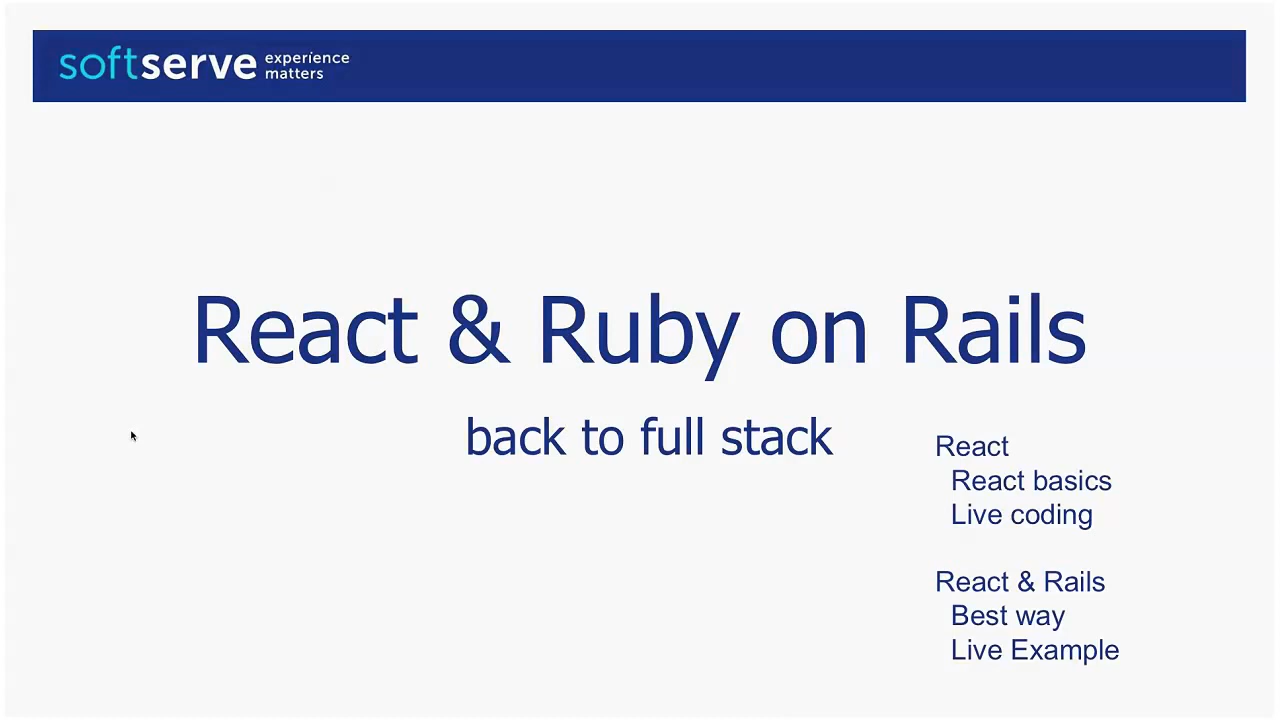 softserve experience
matters
React & Ruby on Rails
back to full stack
React
React basics
Live coding
React & Rails
Best way
Live Example